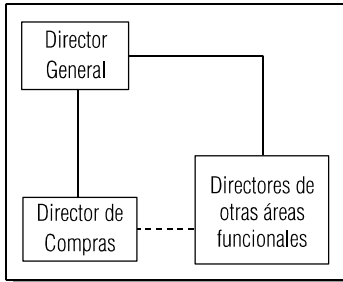 Director
General
Director de
Compras
Directores de
otras áreas
funcionales